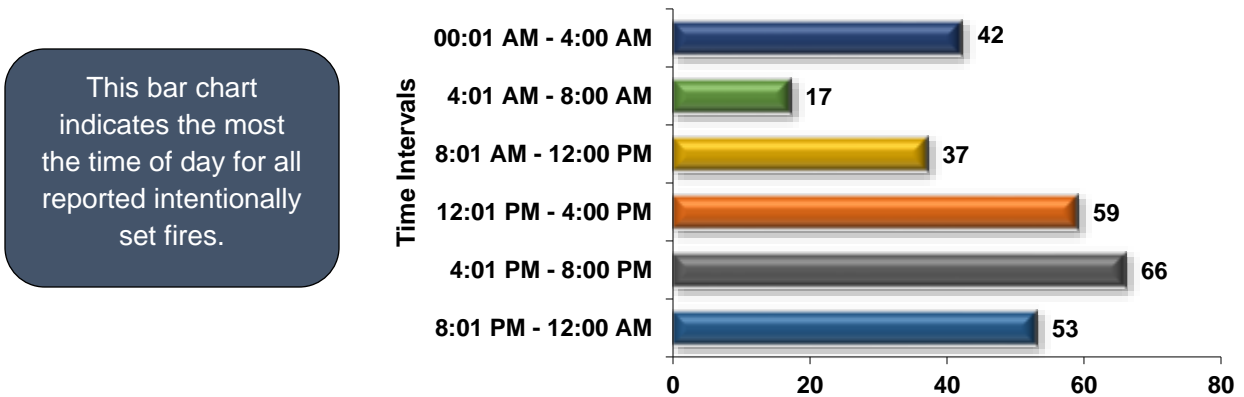 This bar chart
indicates the most
the time of day for all
reported intentionally
set fires.
Time Intervals
00:01 AM - 4:00 AM 42
4:01 AM - 8:00 AM 17
8:01 AM - 12:00 PM 37
12:01 PM - 4:00 PM 59
4:01 PM - 8:00 PM 66
8:01 PM - 12:00 AM 53
0 20 40 60 80